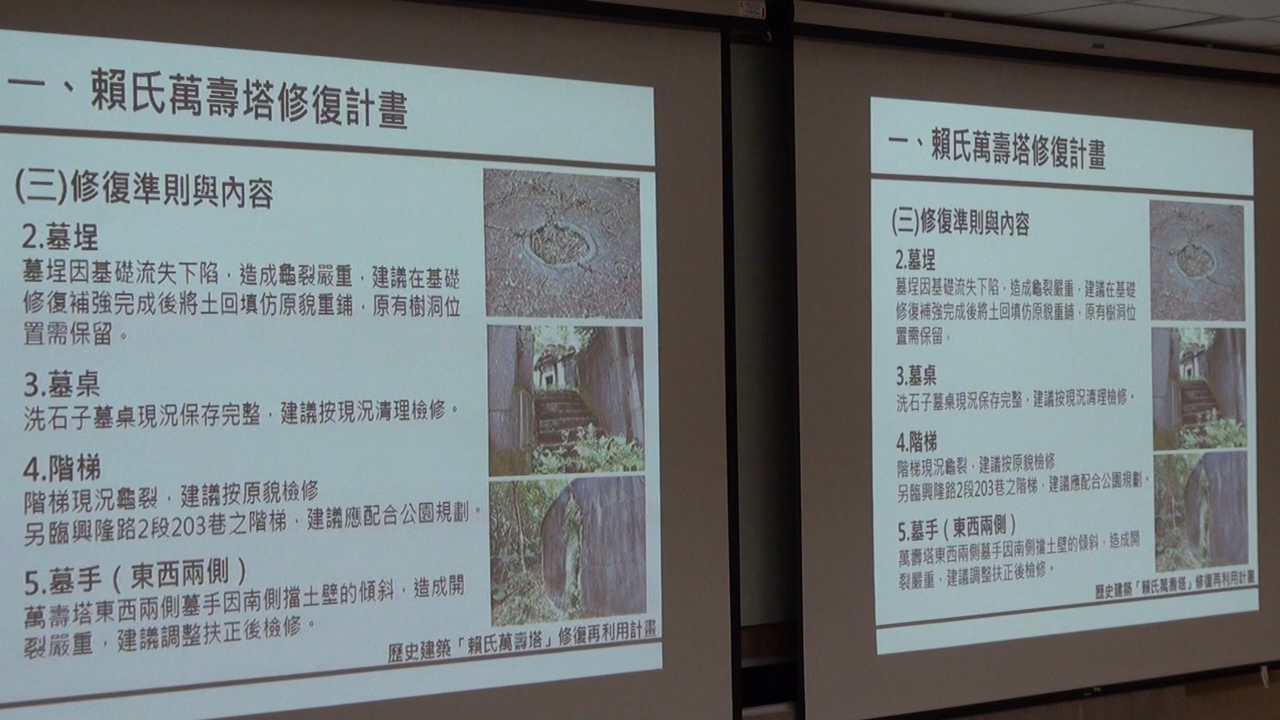 一、賴氏萬壽塔修復計畫
(三)修復準則與內容
2.墓埕
墓埕因基礎流失下陷，造成龜裂嚴重，建議在基礎
修復補強完成後將土回填仿原貌重鋪，原有樹洞位
置需保留。
3.墓桌
洗石子墓桌現況保存完整，建議按現況清理檢修。
4.階梯
階梯現況龜裂，建議按原貌檢修
另臨興隆路2段203巷之階梯，建議應配合公園規劃。
5.墓手（東西兩側）
萬壽塔東西兩側墓手因南側擋土壁的傾斜，造成開
裂嚴重，建議調整扶正後檢修。
歷史建築「賴氏萬壽塔」修復再利用計畫
一、賴氏萬壽塔修復計畫
(三)修復準則與內容
2.墓埕
墓埕因基礎流失下陷，造成龜裂嚴重，建議在基礎
修復補強完成後將土回填仿原貌重鋪，原有樹洞位
置需保留。
3.墓桌
洗石子墓桌現況保存完整，建議按現況清理檢修。
4.階梯
階梯現況龜裂，建議按原貌檢修
另臨興隆路2段203巷之階梯，建議應配合公園規劃。
5.墓手（東西兩側）
萬壽塔東西兩側墓手因南側擋土壁的傾斜，造成開
裂嚴重，建議調整扶正後檢修。
歷史建築「賴氏萬壽塔」修復再利用計畫